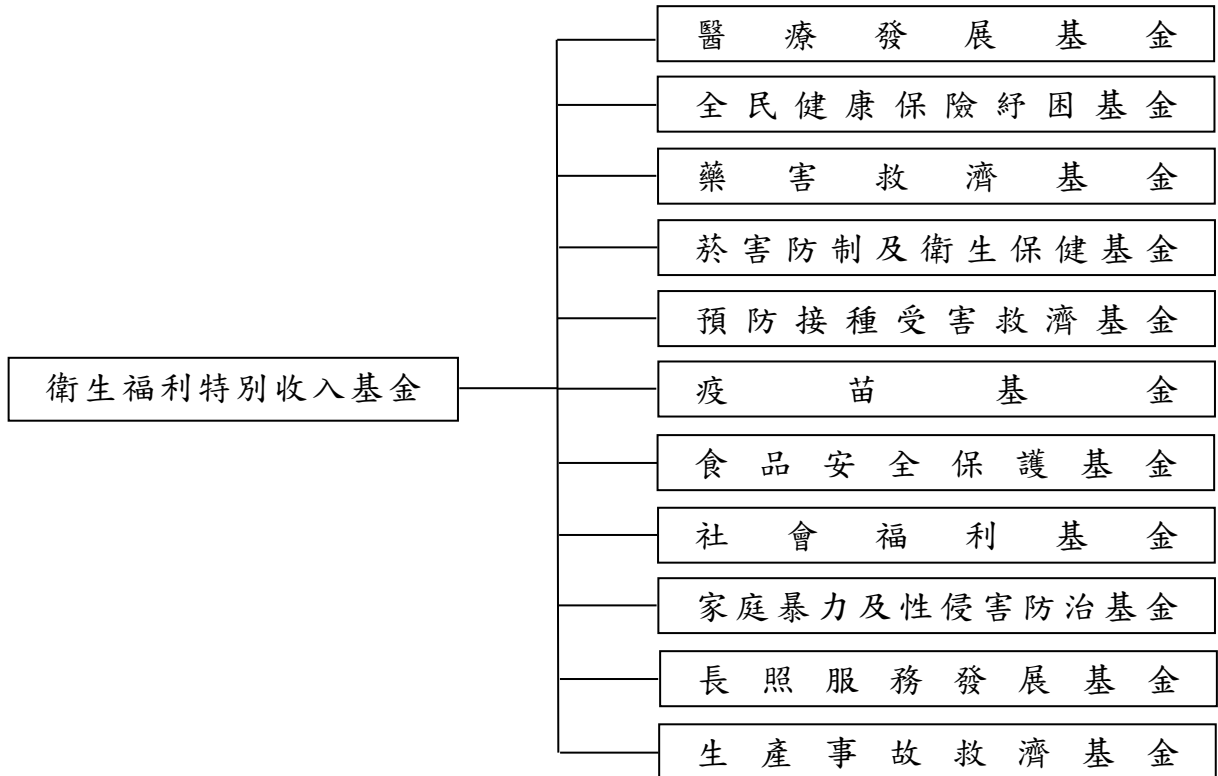 衛生福利特別收入基金
醫療發展基金
全民健康保險紓困基金
藥害救濟基金
菸害防制及衛生保健基金
預防接種受害救濟基金
疫苗基金
食品安全保護基金
社會福利基金
家庭暴力及性侵害防治基金
長照服務發展基金
生產事故救濟基金